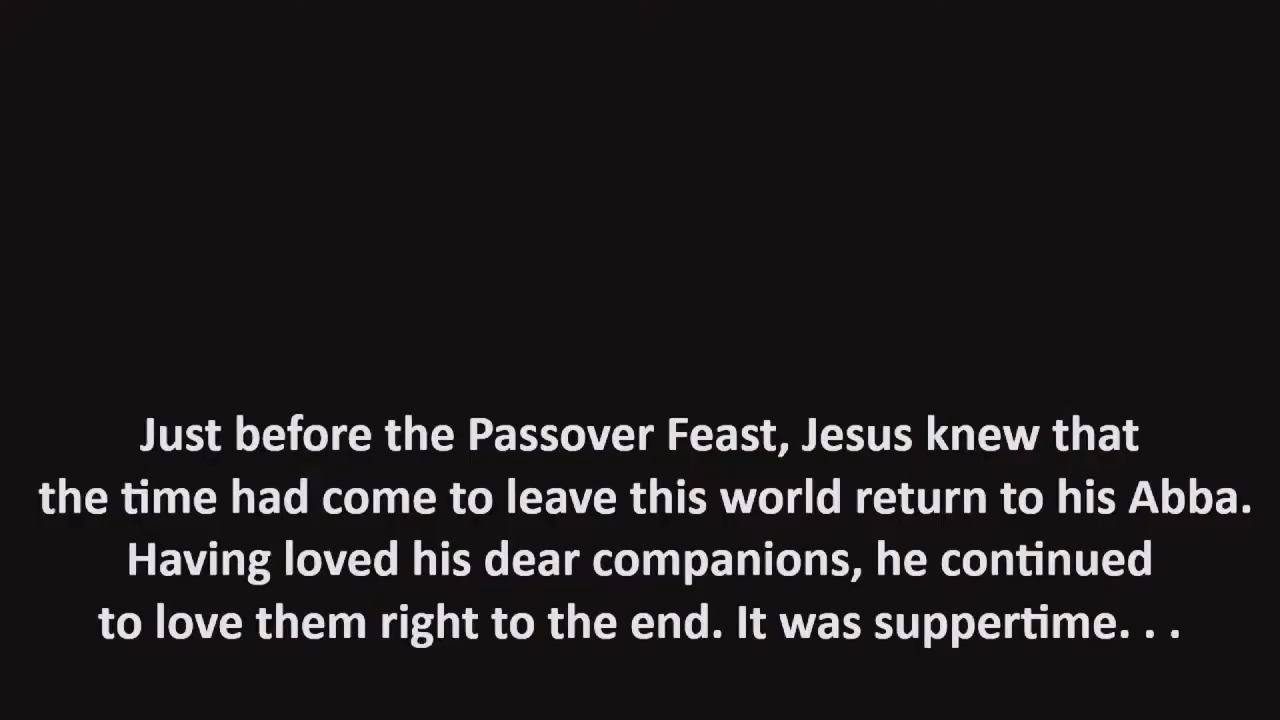 Just before the Passover Feast, Jesus knew that
the time had come to leave this world return to his Abba.
Having loved his dear companions, he continued
to love them right to the end. It was suppertime. . .